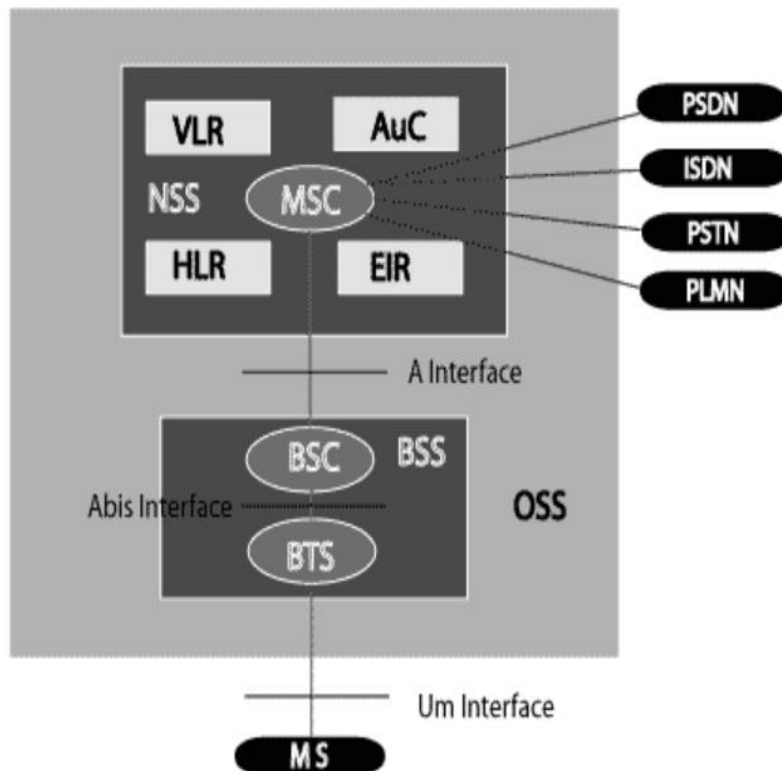 PSDN
VLR
AuC
ISDN
NSS
MSC
PSTN
HLR
EIR
PLMN
A Interface
BSC
BSS
Abis Interface
OSS
BTS
Um Interface
MS